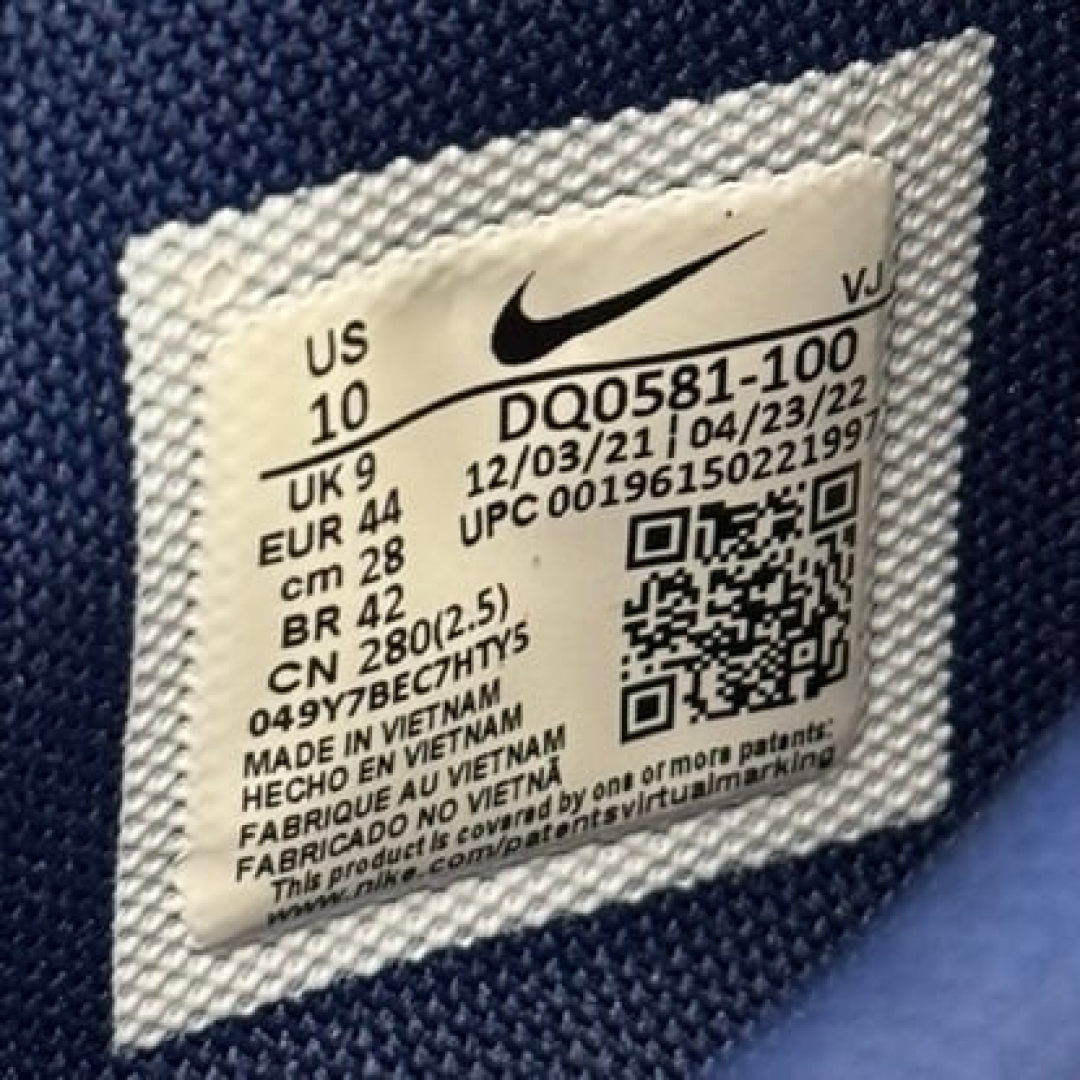 VJ
US
10
DQ0581-100
12/03/21 | 04/23/22
UPC 00196150221997
UK 9
EUR 44
cm 28
BR 42
CN 280(2.5)
049Y7BEC7HTY5
MADE IN VIETNAM
HECHO EN VIETNAM
FABRIQUE AU VIETNAM
FABRICADO NO VIETNÃ
This product is covered by one or more patents:
www.nike.com/patentsvirtualmarking